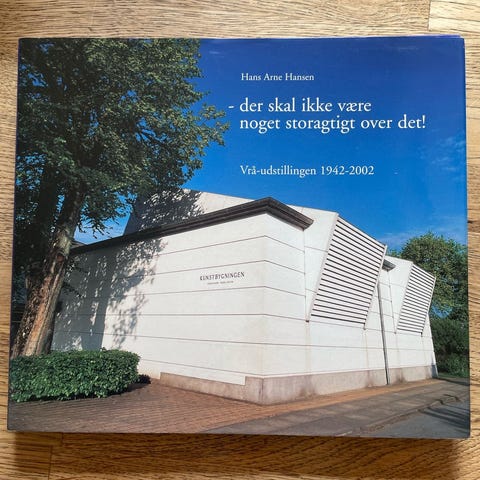 Hans Arne Hansen
- der skal ikke være
noget storagtigt over det!
Vrå-udstillingen 1942-2002
KUNSTBYGNINGEN